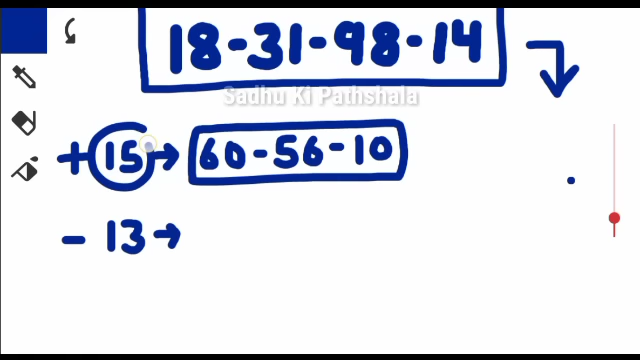 18-31-98-14
Sadhu Ki Pathshala
+ 15 → 60-56-10
- 13 →